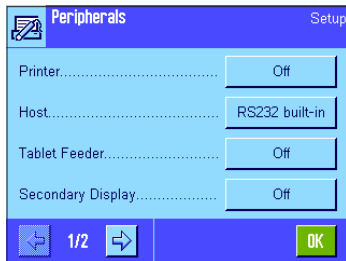 Peripherals
Setup
Printer..................................... Off
Host......................................... RS232 built-in
Tablet Feeder........................... Off
Secondary Display................... Off
1/2
OK